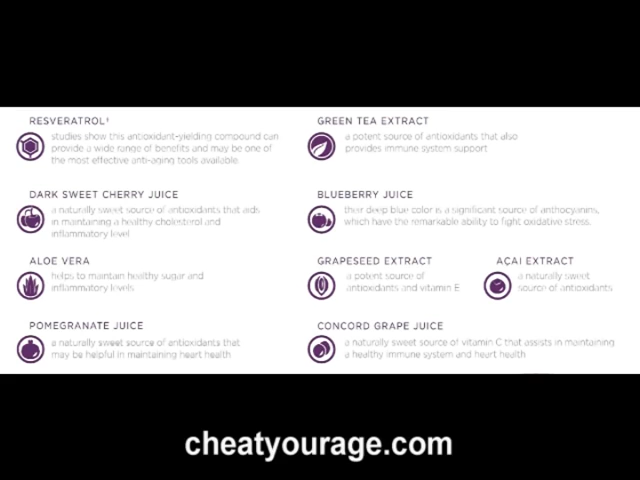 RESVERATROL¹
studies show this antioxidant-yielding compound can
provide a wide range of benefits and may be one of
the most effective anti-aging tools available.
GREEN TEA EXTRACT
a potent source of antioxidants that also
provides immune system support
DARK SWEET CHERRY JUICE
a naturally sweet source of antioxidants that aids
in maintaining a healthy cholesterol and
inflammatory level
BLUEBERRY JUICE
their deep blue color is a significant source of anthocyanins,
which have the remarkable ability to fight oxidative stress.
ALOE VERA
helps to maintain healthy sugar and
inflammatory levels
GRAPESEED EXTRACT
a potent source of
antioxidants and vitamin E
AÇAI EXTRACT
a naturally sweet
source of antioxidants
POMEGRANATE JUICE
a naturally sweet source of antioxidants that
may be helpful in maintaining heart health
CONCORD GRAPE JUICE
a naturally sweet source of vitamin C that assists in maintaining
a healthy immune system and heart health
cheatyourage.com